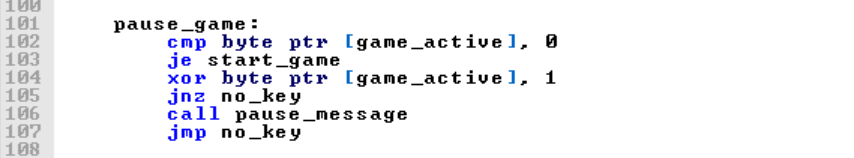 100
101 pause_game:
102 cmp byte ptr [game_active], 0
103 je start_game
104 xor byte ptr [game_active], 1
105 jnz no_key
106 call pause_message
107 jmp no_key
108